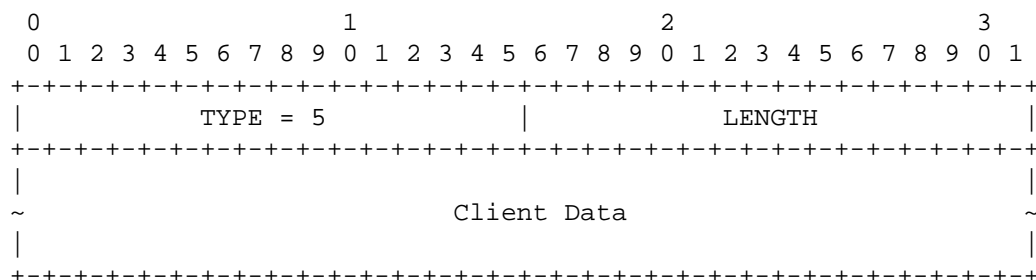 0                   1                   2                   3
 0 1 2 3 4 5 6 7 8 9 0 1 2 3 4 5 6 7 8 9 0 1 2 3 4 5 6 7 8 9 0 1
+-+-+-+-+-+-+-+-+-+-+-+-+-+-+-+-+-+-+-+-+-+-+-+-+-+-+-+-+-+-+-+-+
|           TYPE = 5            |            LENGTH             |
+-+-+-+-+-+-+-+-+-+-+-+-+-+-+-+-+-+-+-+-+-+-+-+-+-+-+-+-+-+-+-+-+
|                                                               |
~                          Client Data                          ~
|                                                               |
+-+-+-+-+-+-+-+-+-+-+-+-+-+-+-+-+-+-+-+-+-+-+-+-+-+-+-+-+-+-+-+-+